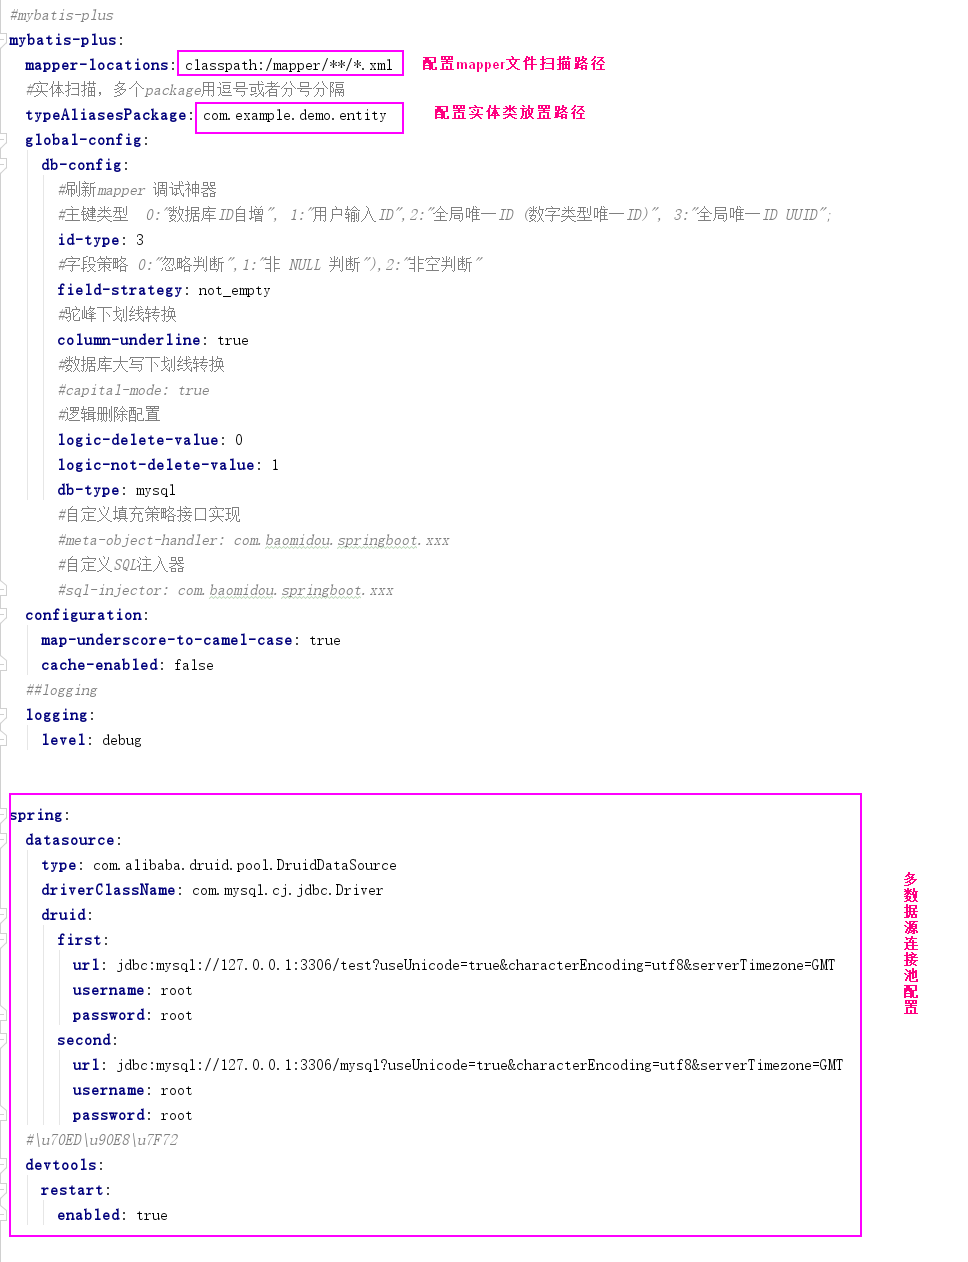 #mybatis-plus
mybatis-plus:
mapper-locations: classpath:/mapper/**/*.xml 配置mapper文件扫描路径
#实体扫描，多个package用逗号或者分号分隔
typeAliasesPackage: com.example.demo.entity 配置实体类放置路径
global-config:
db-config:
#刷新mapper 调试神器
#主键类型  0:"数据库ID自增", 1:"用户输入ID",2:"全局唯一ID (数字类型唯一ID)", 3:"全局唯一ID UUID";
id-type: 3
#字段策略 0:"忽略判断",1:"非 NULL 判断"),2:"非空判断"
field-strategy: not_empty
#驼峰下划线转换
column-underline: true
#数据库大写下划线转换
#capital-mode: true
#逻辑删除配置
logic-delete-value: 0
logic-not-delete-value: 1
db-type: mysql
#自定义填充策略接口实现
#meta-object-handler: com.baomidou.springboot.xxx
#自定义SQL注入器
#sql-injector: com.baomidou.springboot.xxx
configuration:
map-underscore-to-camel-case: true
cache-enabled: false
##logging
logging:
level: debug
spring:
datasource:
type: com.alibaba.druid.pool.DruidDataSource
driverClassName: com.mysql.cj.jdbc.Driver
druid:
first:
url: jdbc:mysql://127.0.0.1:3306/test?useUnicode=true&characterEncoding=utf8&serverTimezone=GMT
username: root
password: root
second:
url: jdbc:mysql://127.0.0.1:3306/mysql?useUnicode=true&characterEncoding=utf8&serverTimezone=GMT
username: root
password: root
#\u70ED\u90E8\u7F72
devtools:
restart:
enabled: true
多数据源连接池配置